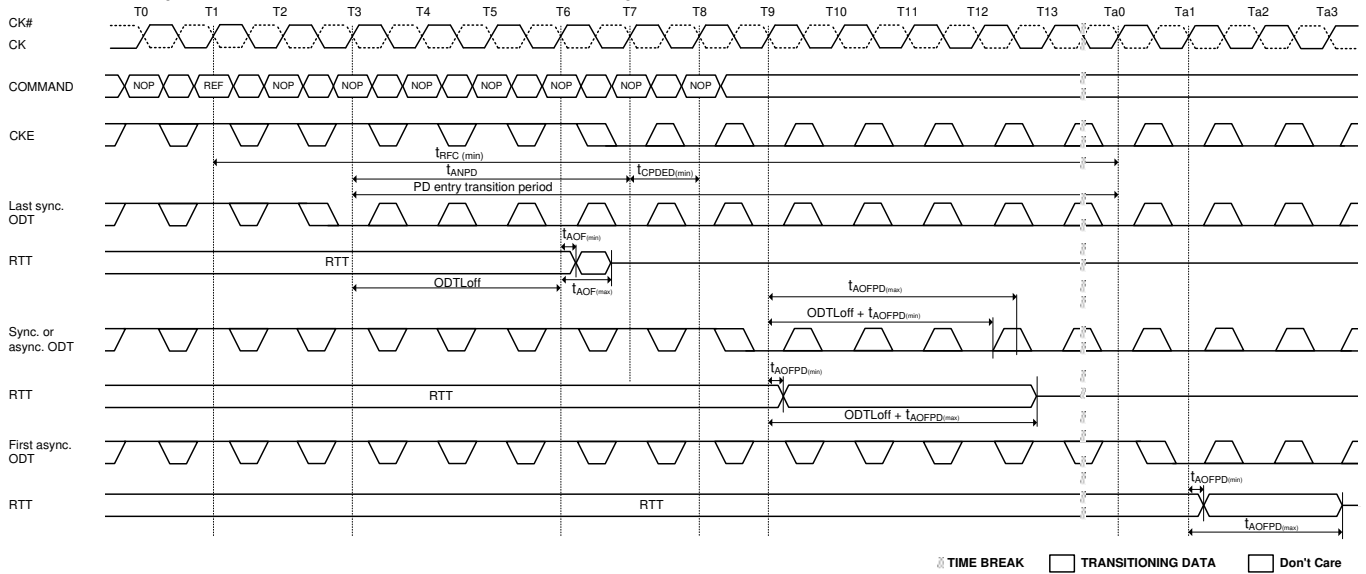 T0 T1 T2 T3 T4 T5 T6 T7 T8 T9 T10 T11 T12 T13 Ta0 Ta1 Ta2 Ta3
CK#
CK
COMMAND NOP REF NOP NOP NOP NOP NOP NOP NOP
CKE
tRFC (min)
tANPD tCPDED(min)
PD entry transition period
Last sync.
ODT
tAOF(min)
RTT RTT
ODTLoff tAOF(max)
tAOFPD(max)
ODTLoff + tAOFPD(min)
Sync. or
async. ODT
tAOFPD(min)
RTT RTT
ODTLoff + tAOFPD(max)
First async.
ODT
tAOFPD(min)
RTT RTT
tAOFPD(max)
TIME BREAK TRANSITIONING DATA Don't Care